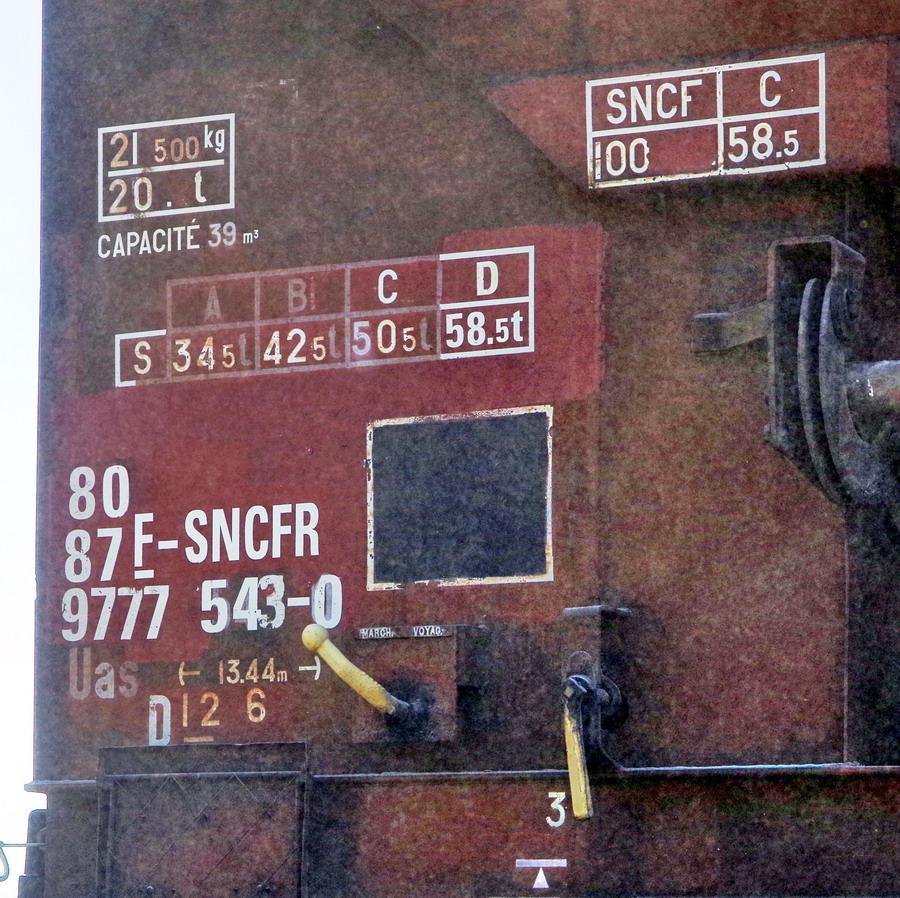 21 500 kg
20. t
CAPACITÉ 39 m³
SNCF C
100 58.5
A B C D
S 34 5t 42 5t 50 5t 58.5t
80
87 F-SNCFR
9777 543-0
Uas 13.44m
D 12 6
MARCH. VOYAG.
3